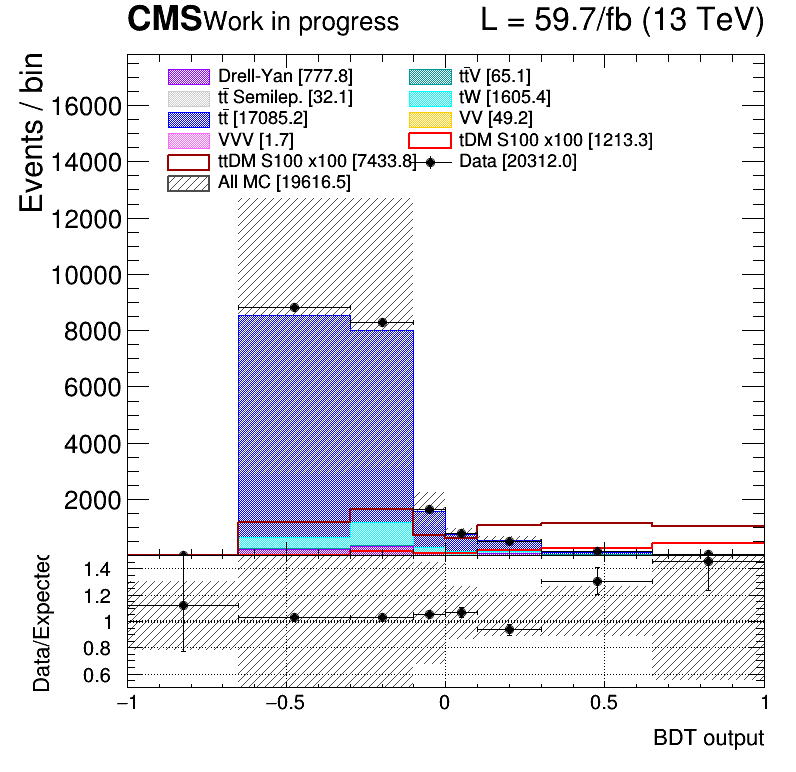 CMS Work in progress L = 59.7/fb (13 TeV)
Events / bin
Drell-Yan [777.8] tt̄V [65.1]
tt̄ Semilep. [32.1] tW [1605.4]
tt̄ [17085.2] VV [49.2]
VVV [1.7] tDM S100 x100 [1213.3]
ttDM S100 x100 [7433.8] Data [20312.0]
All MC [19616.5]
16000
14000
12000
10000
8000
6000
4000
2000
Data/Expected
1.4
1.2
1
0.8
0.6
−1 −0.5 0 0.5 1
BDT output